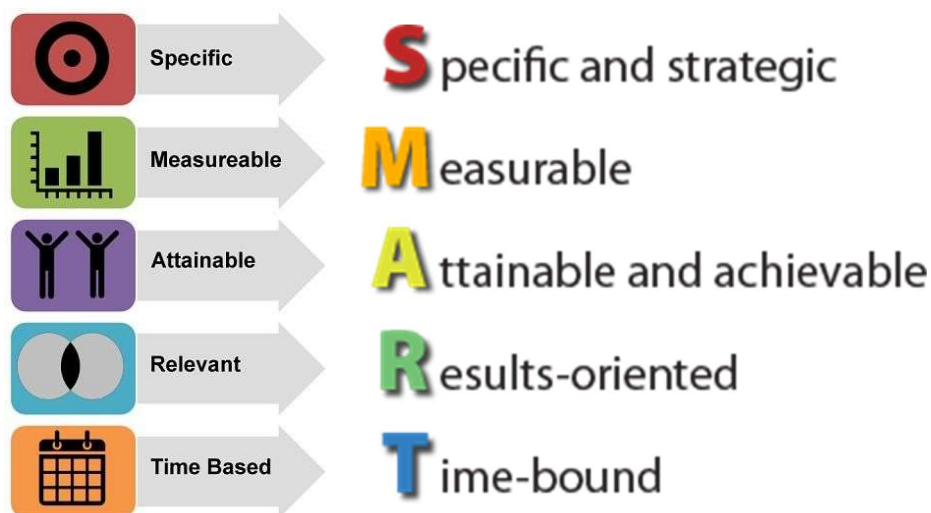 Specific
Specific and strategic
Measureable
Measurable
Attainable
Attainable and achievable
Relevant
Results-oriented
Time Based
Time-bound